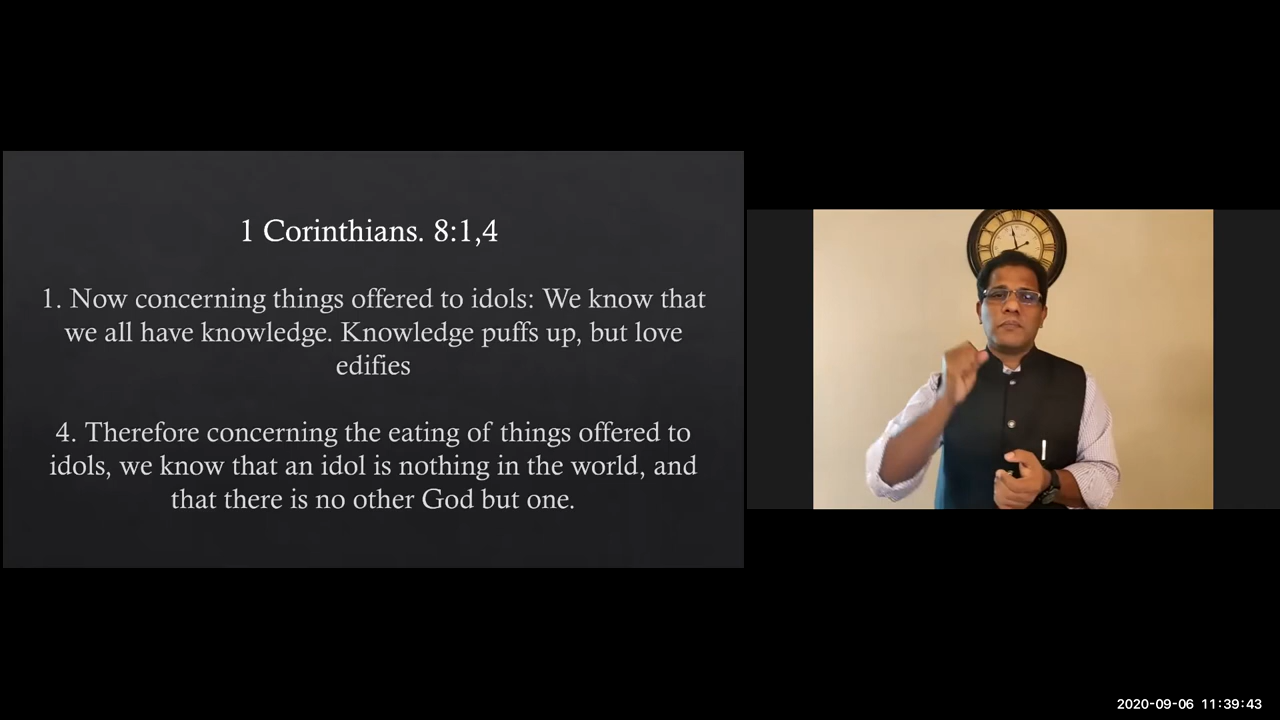 1 Corinthians. 8:1,4
1. Now concerning things offered to idols: We know that
we all have knowledge. Knowledge puffs up, but love
edifies
4. Therefore concerning the eating of things offered to
idols, we know that an idol is nothing in the world, and
that there is no other God but one.
2020-09-06 11:39:43